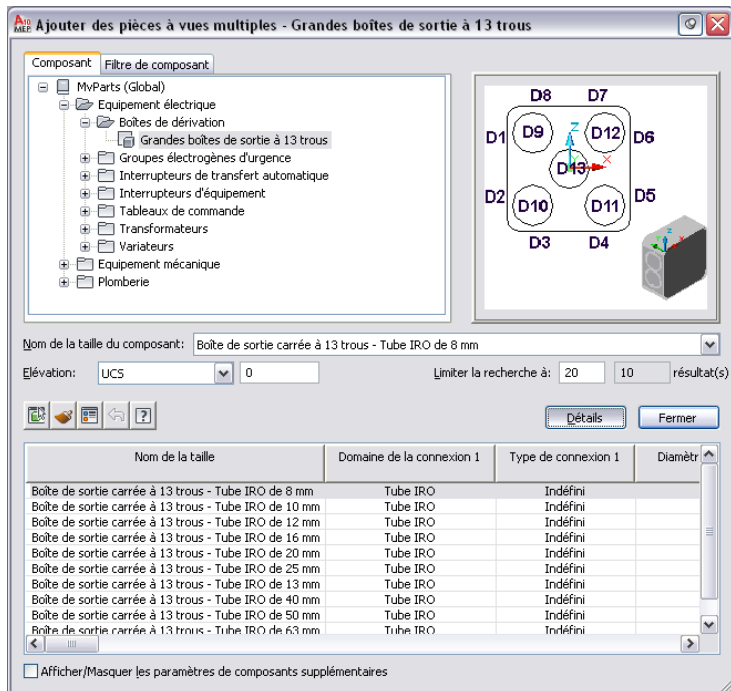 A10
MEP
Ajouter des pièces à vues multiples - Grandes boîtes de sortie à 13 trous
Composant
Filtre de composant
MvParts (Global)
Equipement électrique
Boîtes de dérivation
Grandes boîtes de sortie à 13 trous
Groupes électrogènes d'urgence
Interrupteurs de transfert automatique
Interrupteurs d'équipement
Tableaux de commande
Transformateurs
Variateurs
Equipement mécanique
Plomberie
D8 D7
D1 D9 Z D12 D6
D13 X
D2 D10 D11 D5
D3 D4
Nom de la taille du composant: Boîte de sortie carrée à 13 trous - Tube IRO de 8 mm
Elévation: UCS 0 Limiter la recherche à: 20 10 résultat(s)
Détails Fermer
Nom de la taille Domaine de la connexion 1 Type de connexion 1 Diamètr
Boîte de sortie carrée à 13 trous - Tube IRO de 8 mm Tube IRO Indéfini
Boîte de sortie carrée à 13 trous - Tube IRO de 10 mm Tube IRO Indéfini
Boîte de sortie carrée à 13 trous - Tube IRO de 12 mm Tube IRO Indéfini
Boîte de sortie carrée à 13 trous - Tube IRO de 16 mm Tube IRO Indéfini
Boîte de sortie carrée à 13 trous - Tube IRO de 20 mm Tube IRO Indéfini
Boîte de sortie carrée à 13 trous - Tube IRO de 25 mm Tube IRO Indéfini
Boîte de sortie carrée à 13 trous - Tube IRO de 13 mm Tube IRO Indéfini
Boîte de sortie carrée à 13 trous - Tube IRO de 40 mm Tube IRO Indéfini
Boîte de sortie carrée à 13 trous - Tube IRO de 50 mm Tube IRO Indéfini
Boîte de sortie carrée à 13 trous - Tube IRO de 63 mm Tube IRO Indéfini
Afficher/Masquer les paramètres de composants supplémentaires